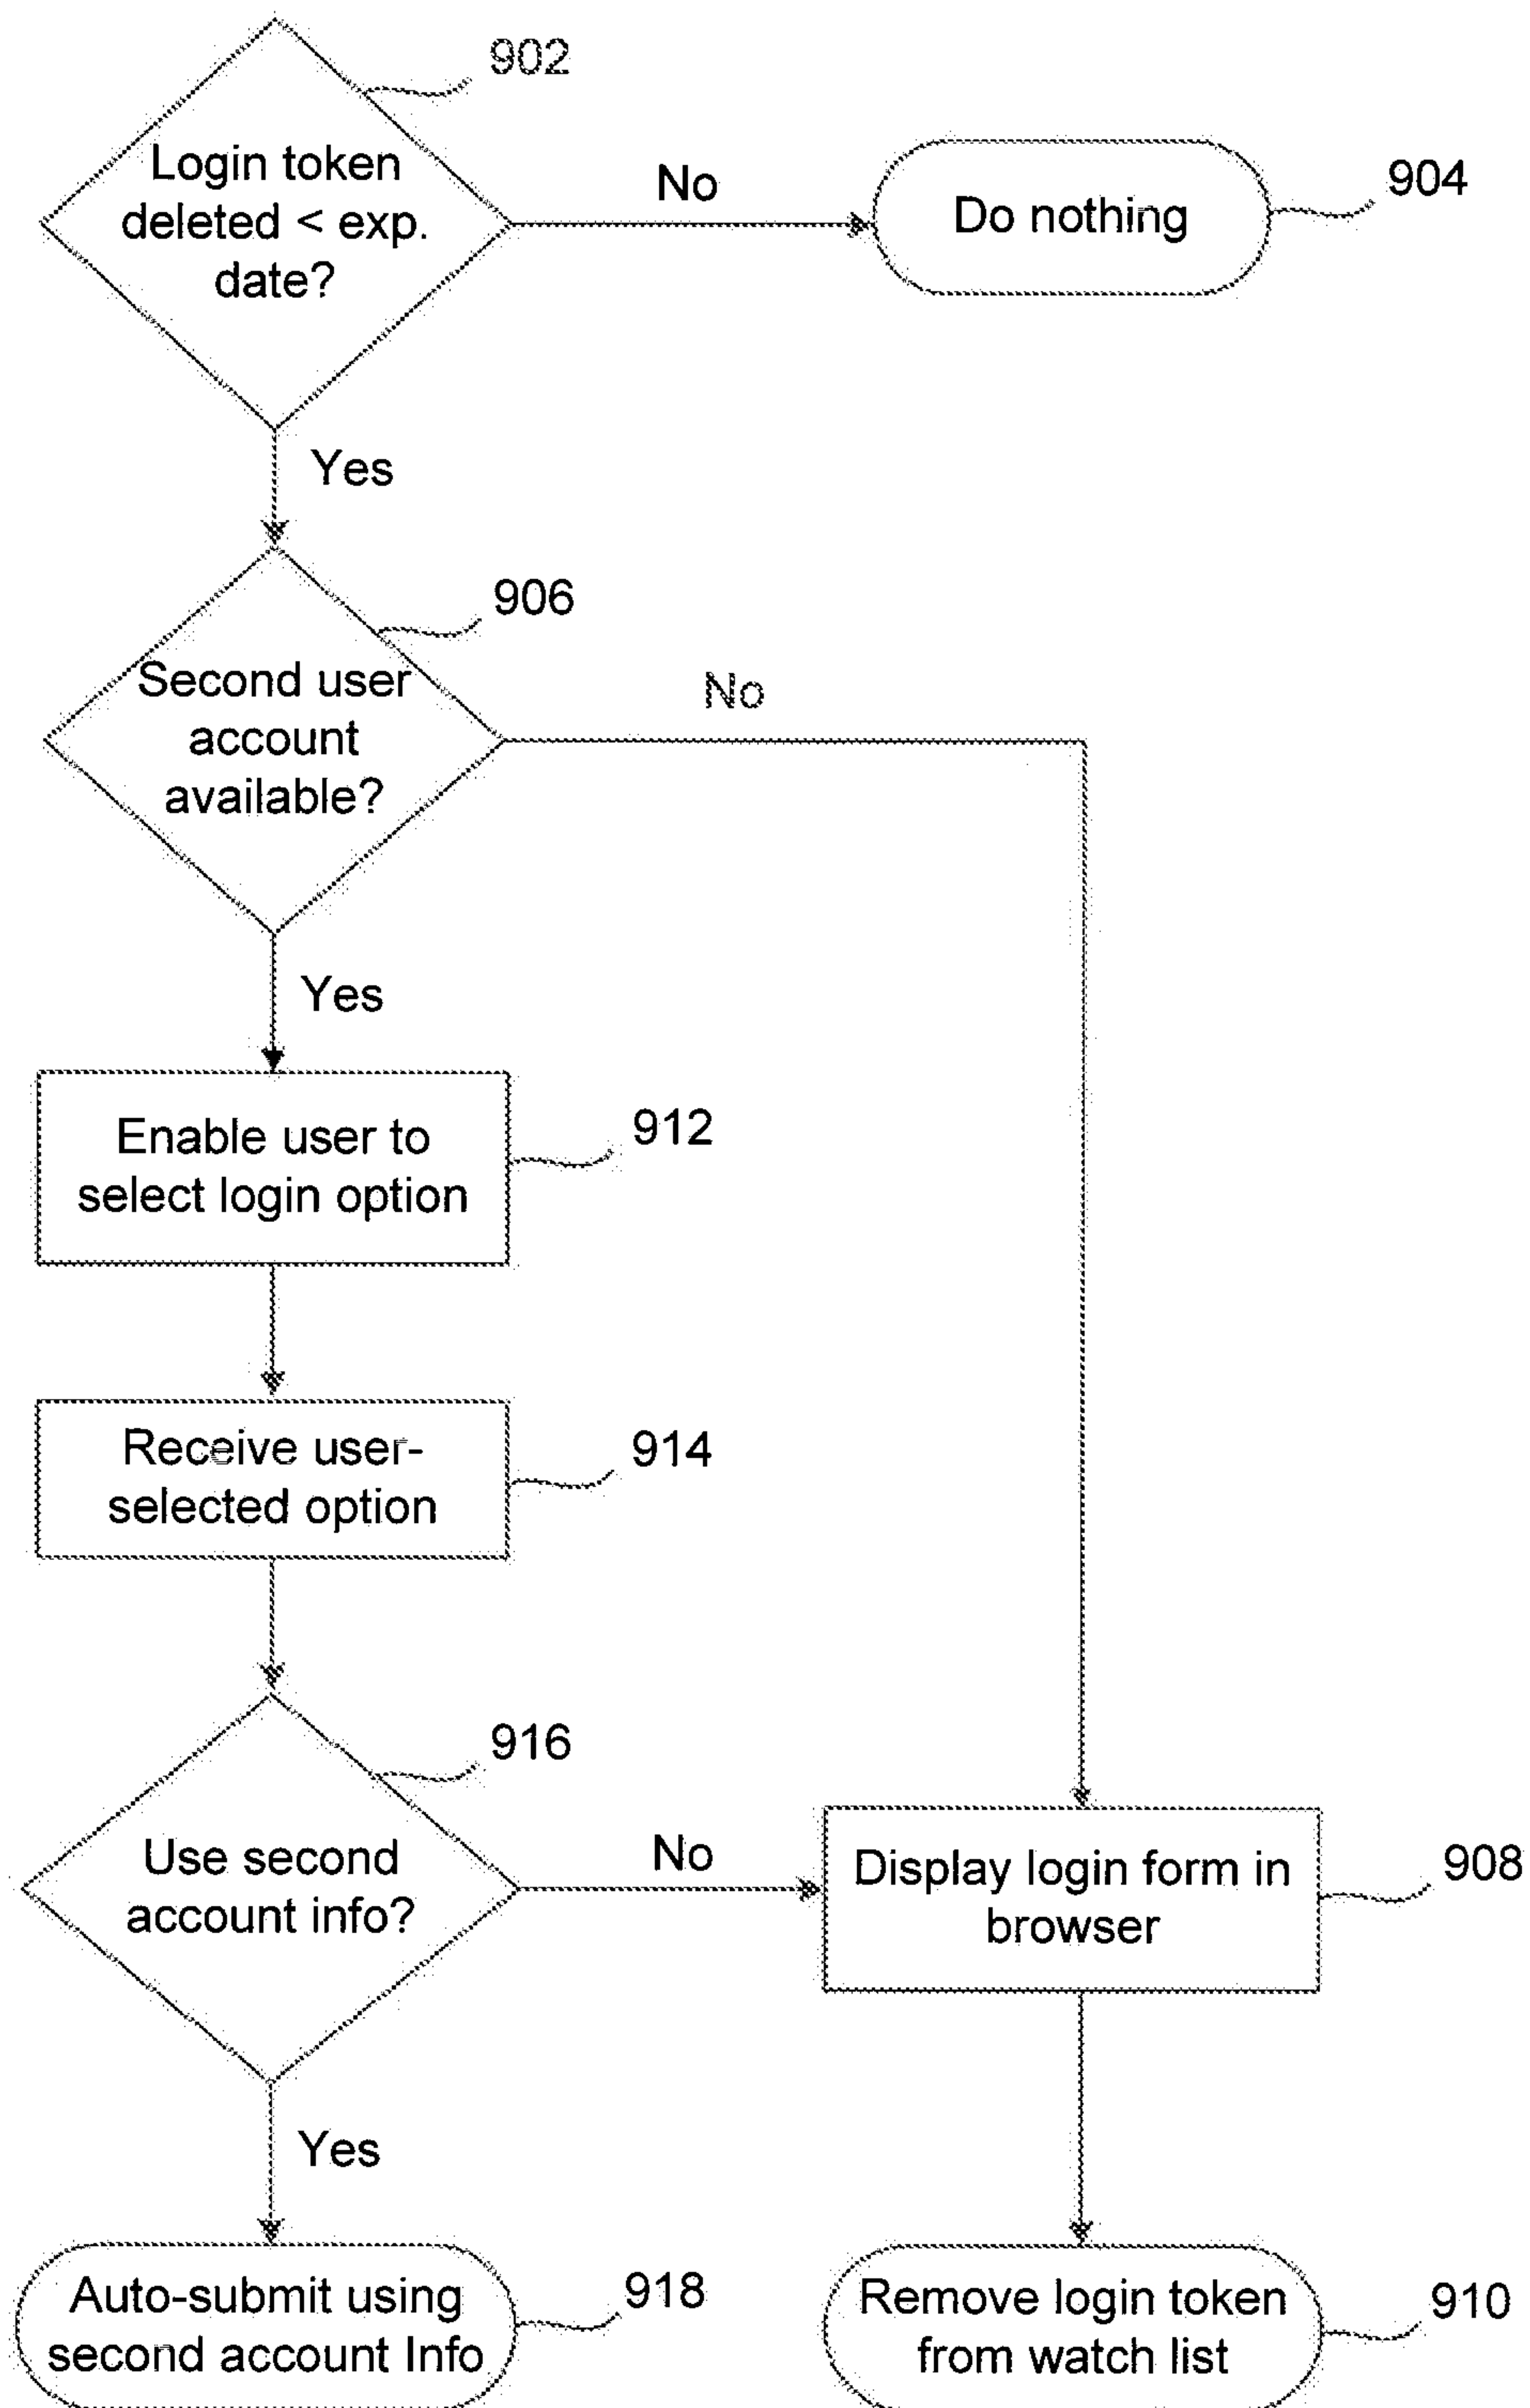 902
Login token
deleted < exp.
date?
No
Do nothing
904
Yes
906
Second user
account
available?
No
Yes
Enable user to
select login option
912
Receive user-
selected option
914
916
Use second
account info?
No
Display login form in
browser
908
Yes
Auto-submit using
second account Info
918
Remove login token
from watch list
910